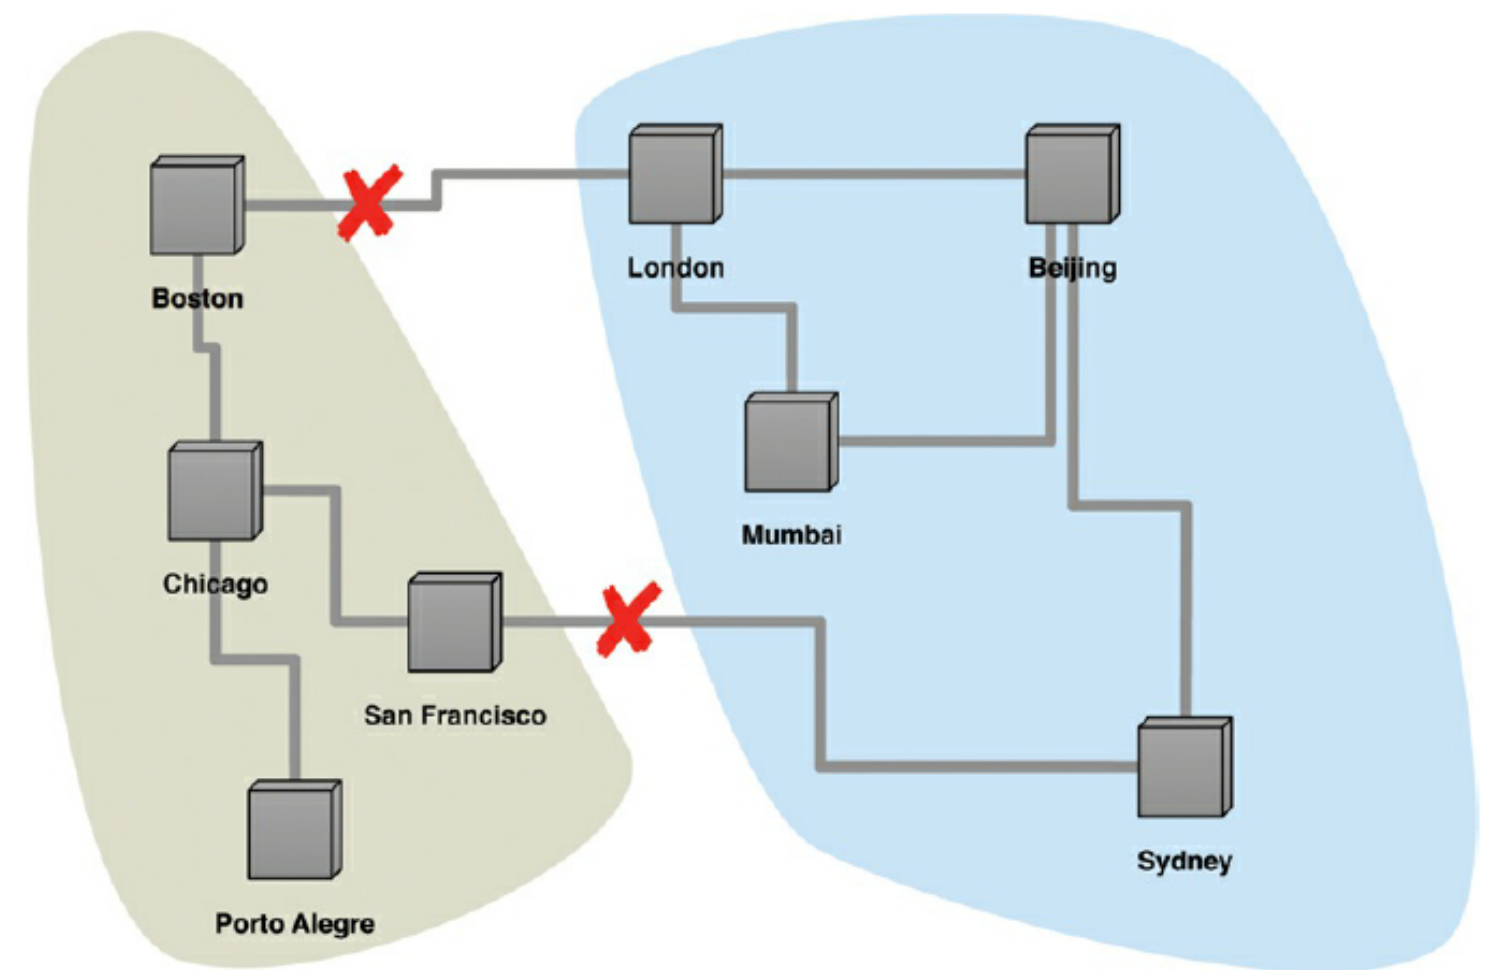 London
Beijing
Boston
Mumbai
Chicago
San Francisco
Sydney
Porto Alegre